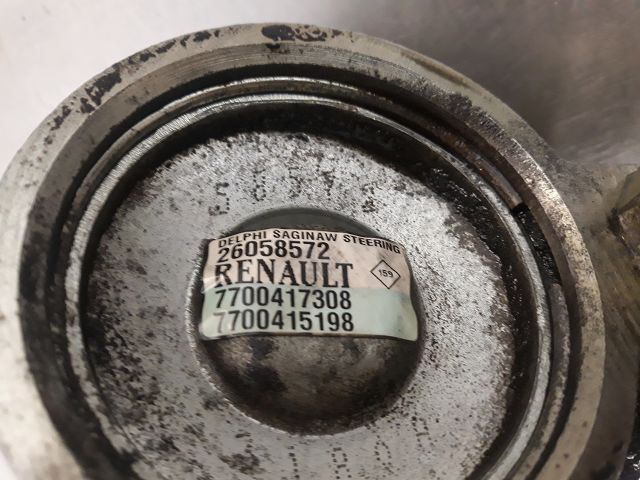 DELPHI SAGINAW STEERING
26058572
RENAULT 159
7700417308
7700415198